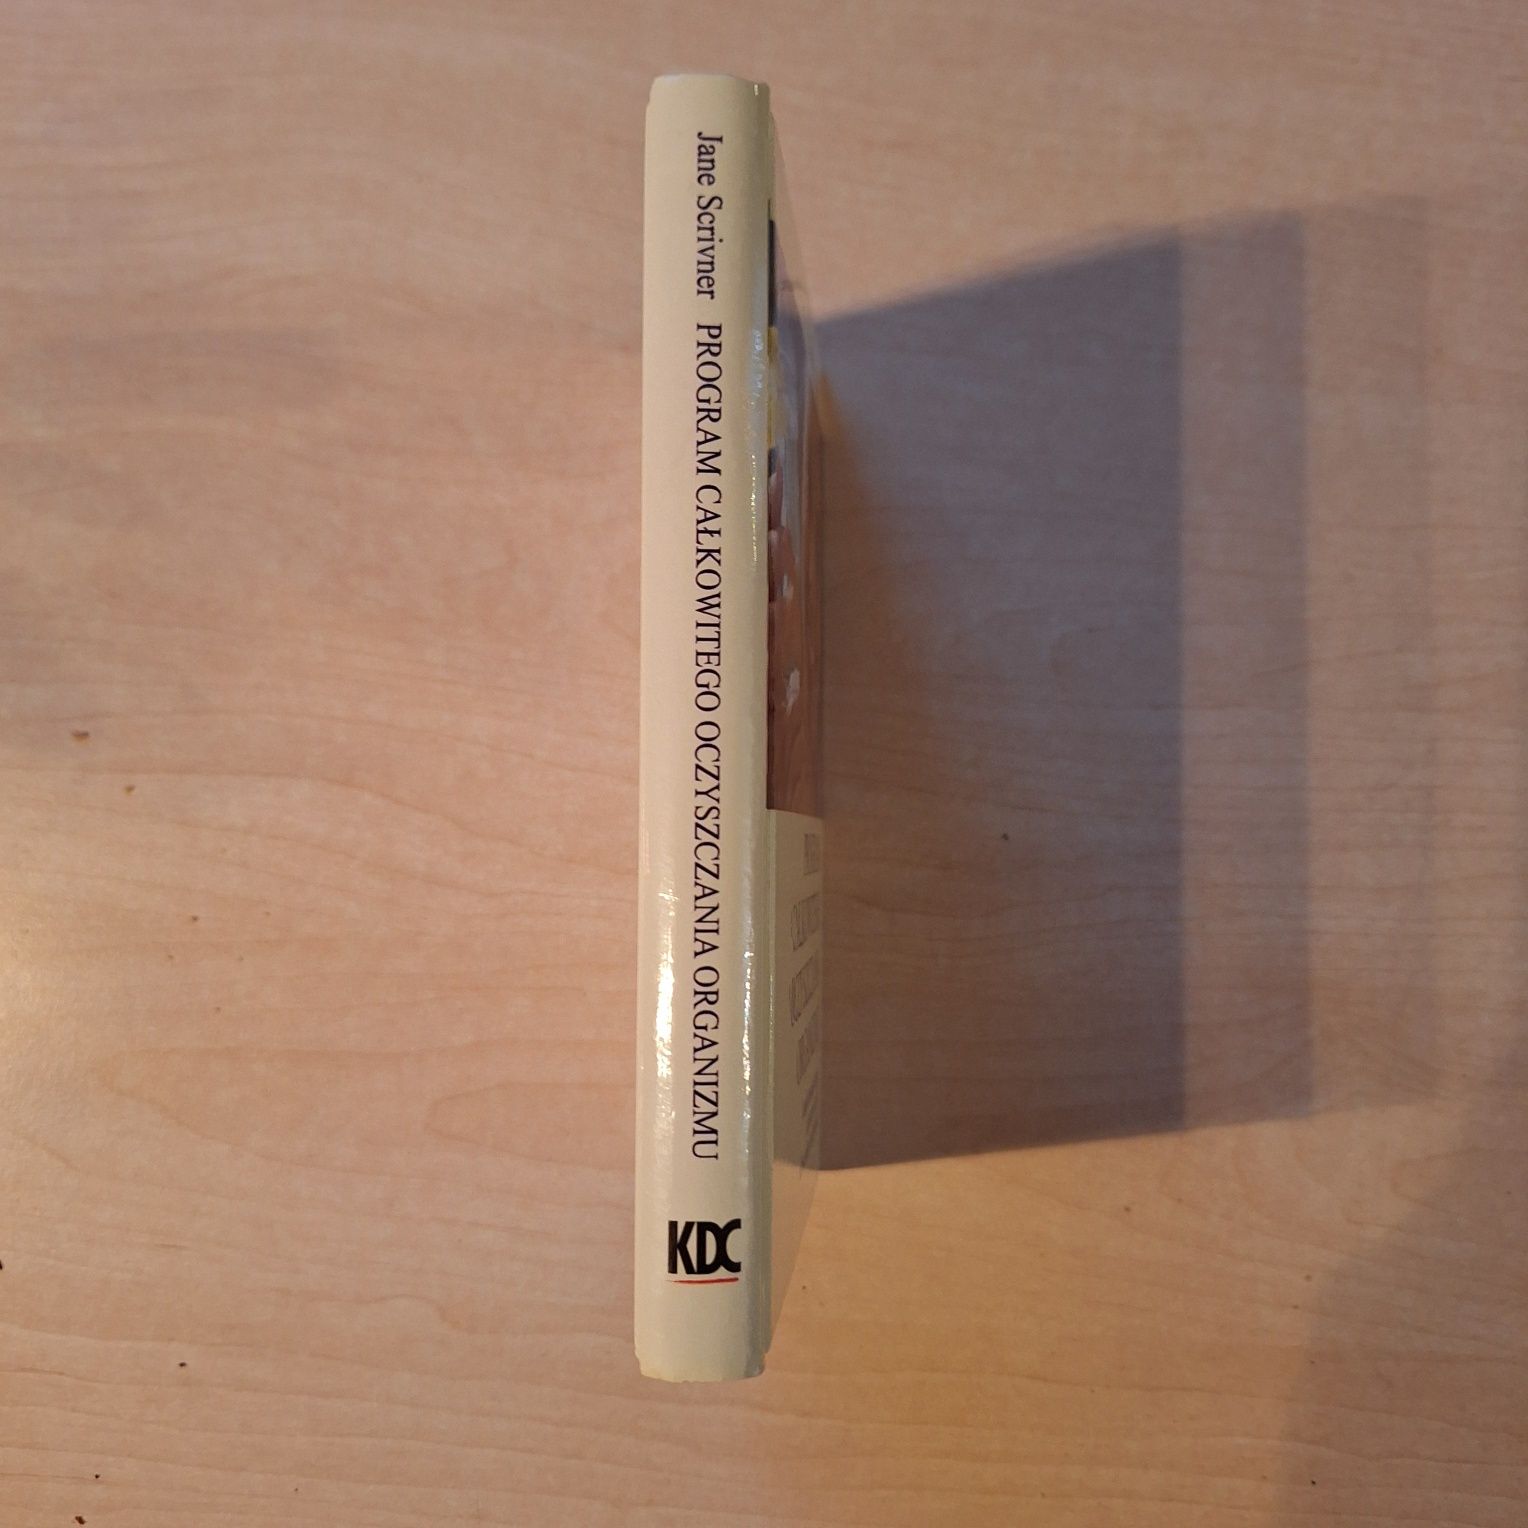 Jane Scrivner PROGRAM CAŁKOWITEGO OCZYSZCZANIA ORGANIZMU
KDC